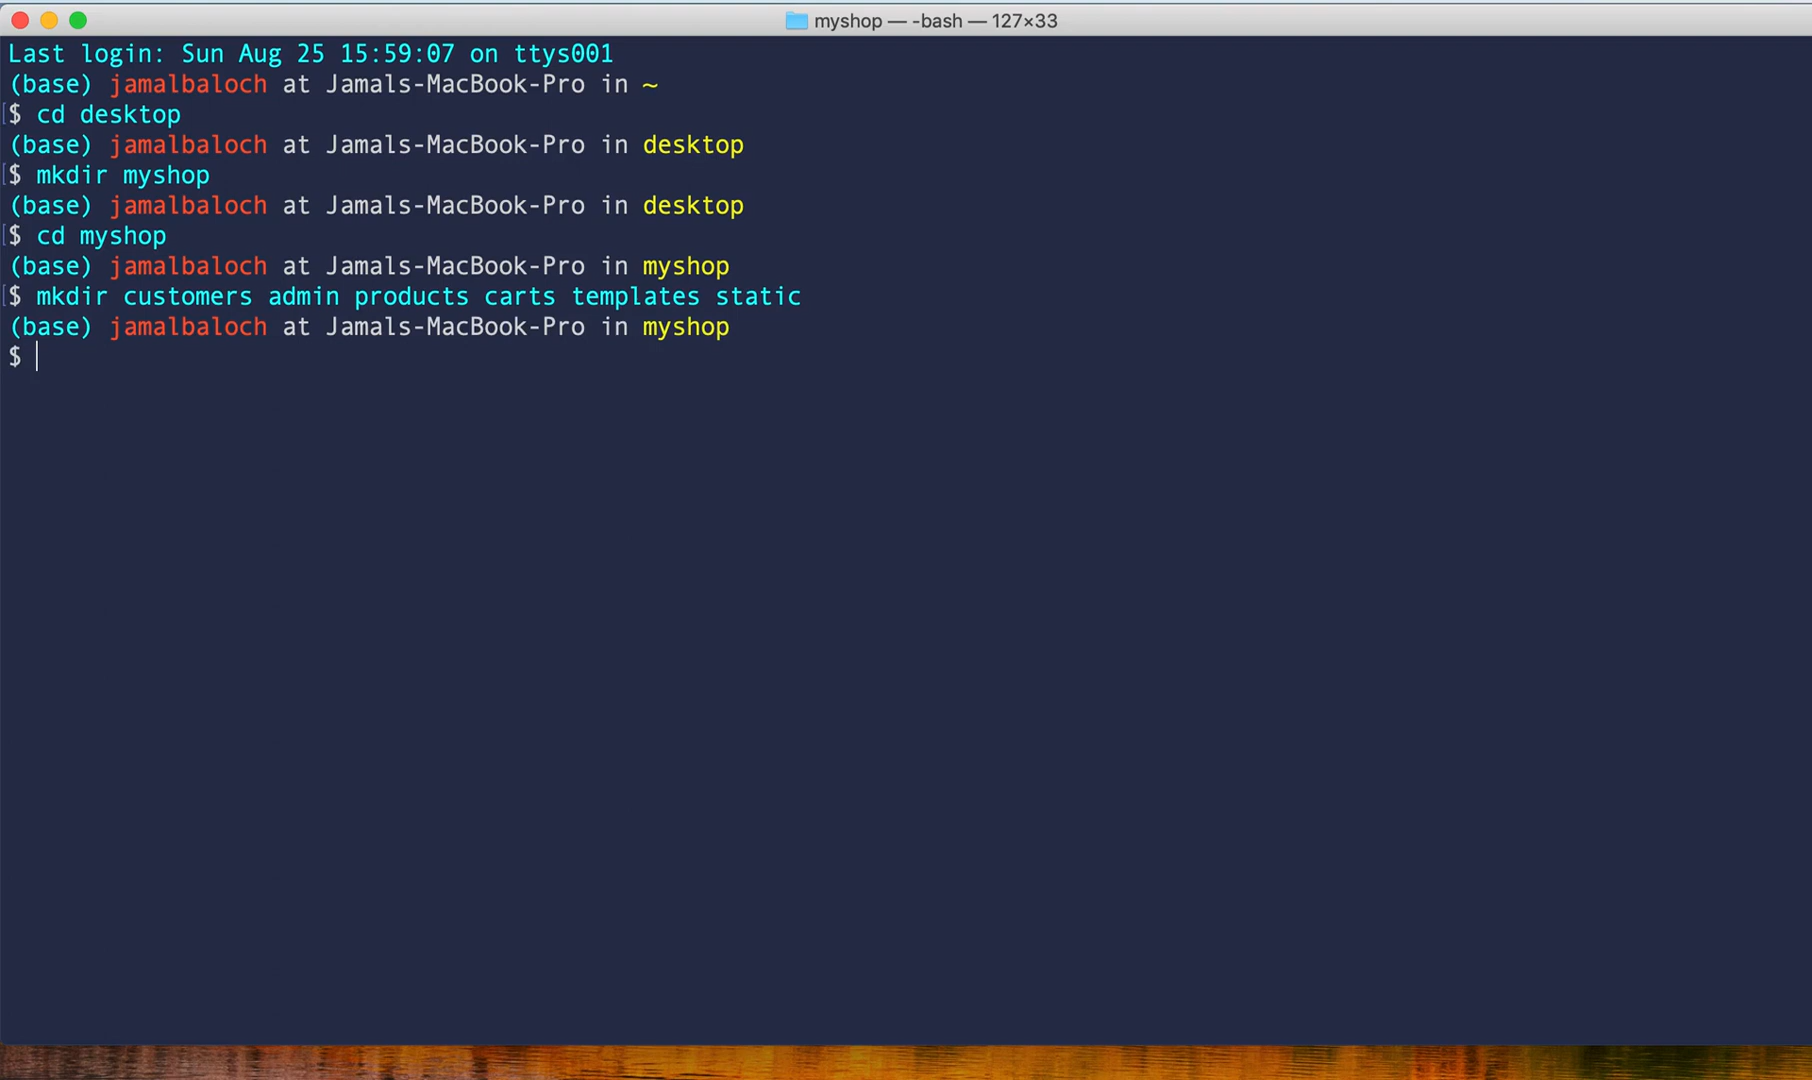 myshop — -bash — 127×33
Last login: Sun Aug 25 15:59:07 on ttys001
(base) jamalbaloch at Jamals-MacBook-Pro in ~
[$ cd desktop
(base) jamalbaloch at Jamals-MacBook-Pro in desktop
[$ mkdir myshop
(base) jamalbaloch at Jamals-MacBook-Pro in desktop
[$ cd myshop
(base) jamalbaloch at Jamals-MacBook-Pro in myshop
[$ mkdir customers admin products carts templates static
(base) jamalbaloch at Jamals-MacBook-Pro in myshop
$